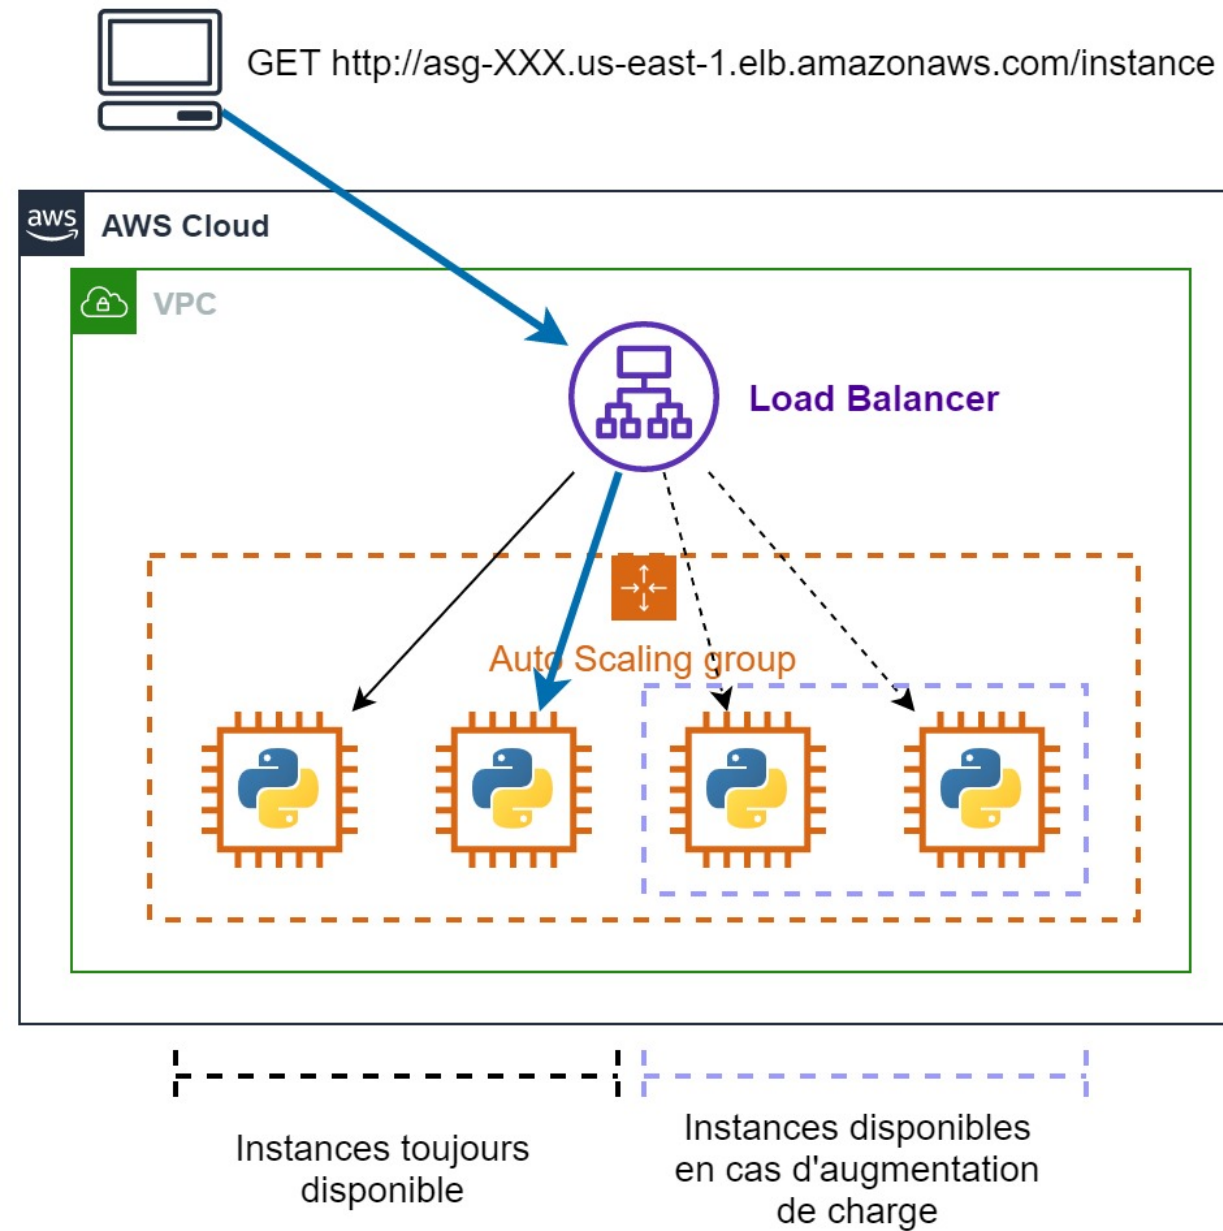 GET http://asg-XXX.us-east-1.elb.amazonaws.com/instance
aws
AWS Cloud
VPC
Load Balancer
Auto Scaling group
Instances toujours
disponible
Instances disponibles
en cas d'augmentation
de charge